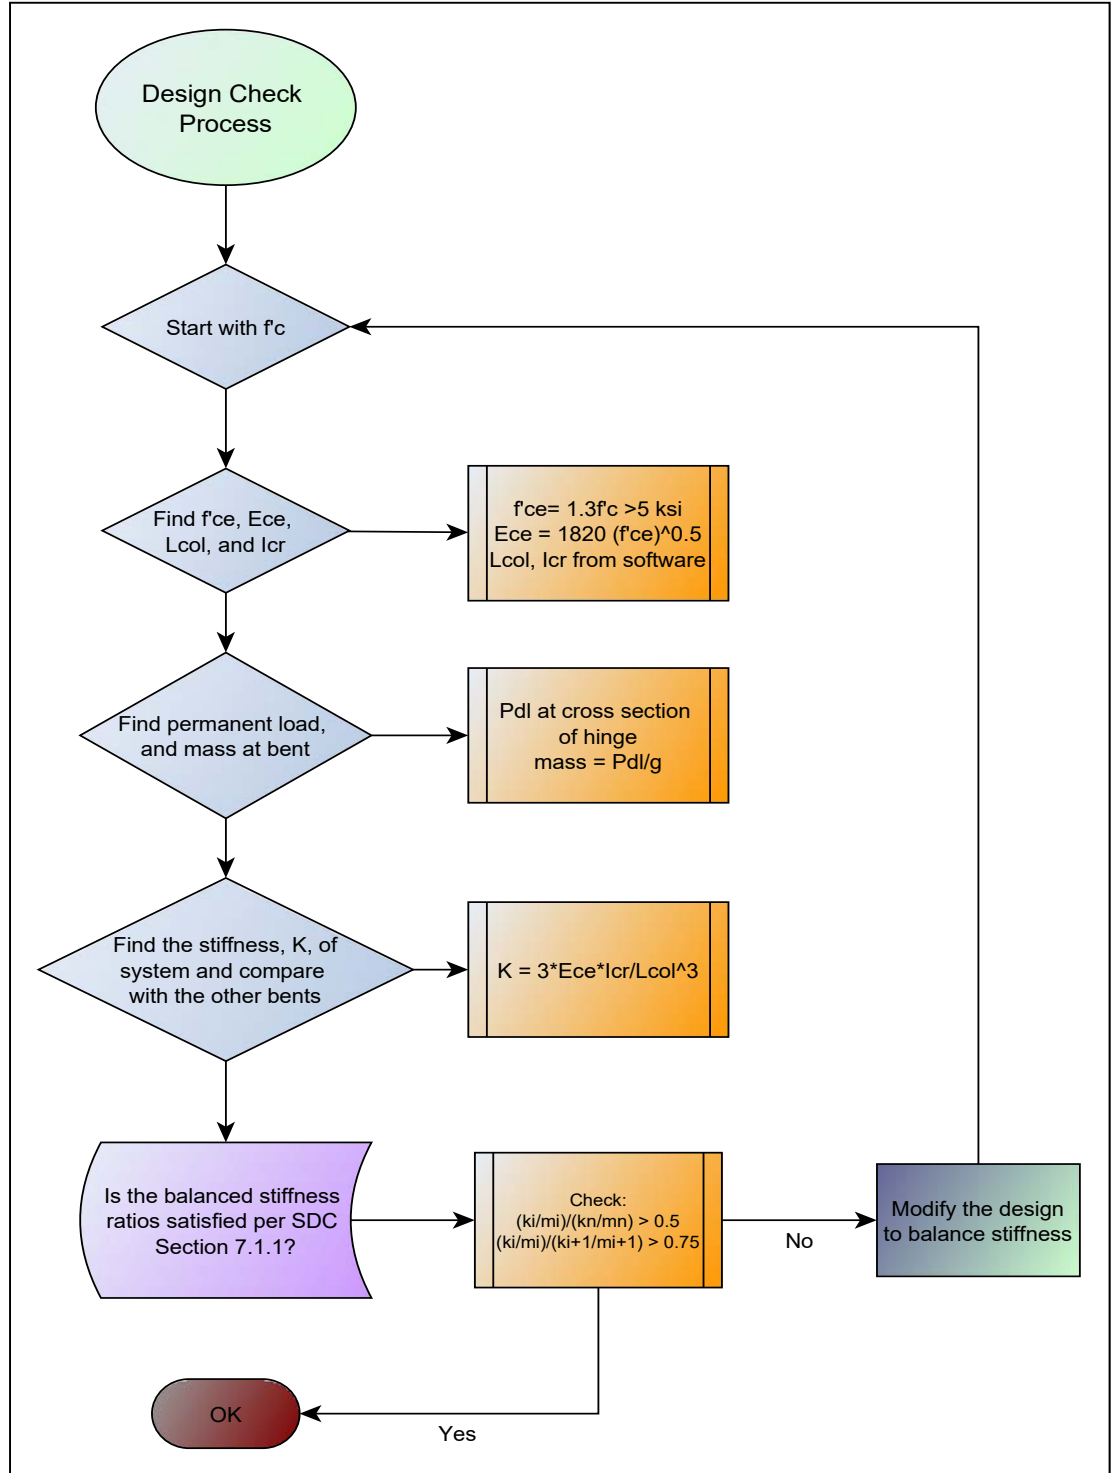 Design Check
Process
Start with f'c
Find f'ce, Ece,
Lcol, and Icr
f'ce= 1.3f'c >5 ksi
Ece = 1820 (f'ce)^0.5
Lcol, Icr from software
Find permanent load,
and mass at bent
Pdl at cross section
of hinge
mass = Pdl/g
Find the stiffness, K, of
system and compare
with the other bents
K = 3*Ece*Icr/Lcol^3
Is the balanced stiffness
ratios satisfied per SDC
Section 7.1.1?
Check:
(ki/mi)/(kn/mn) > 0.5
(ki/mi)/(ki+1/mi+1) > 0.75
No
Modify the design
to balance stiffness
OK
Yes